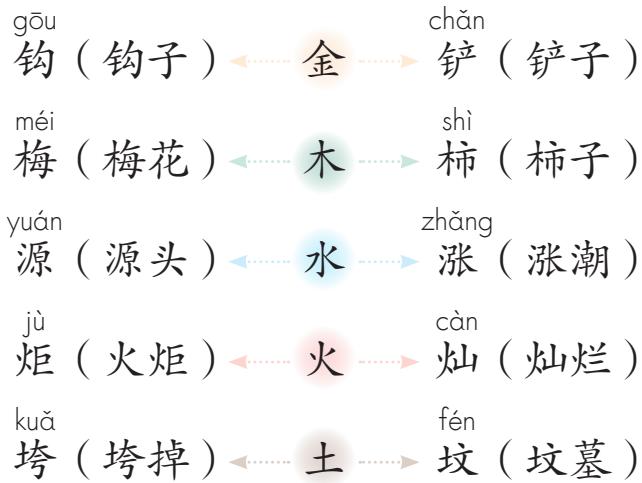 gōu chǎn
钩（钩子） 金 铲（铲子）
méi shì
梅（梅花） 木 柿（柿子）
yuán zhǎng
源（源头） 水 涨（涨潮）
jù càn
炬（火炬） 火 灿（灿烂）
kuǎ fén
垮（垮掉） 土 坟（坟墓）